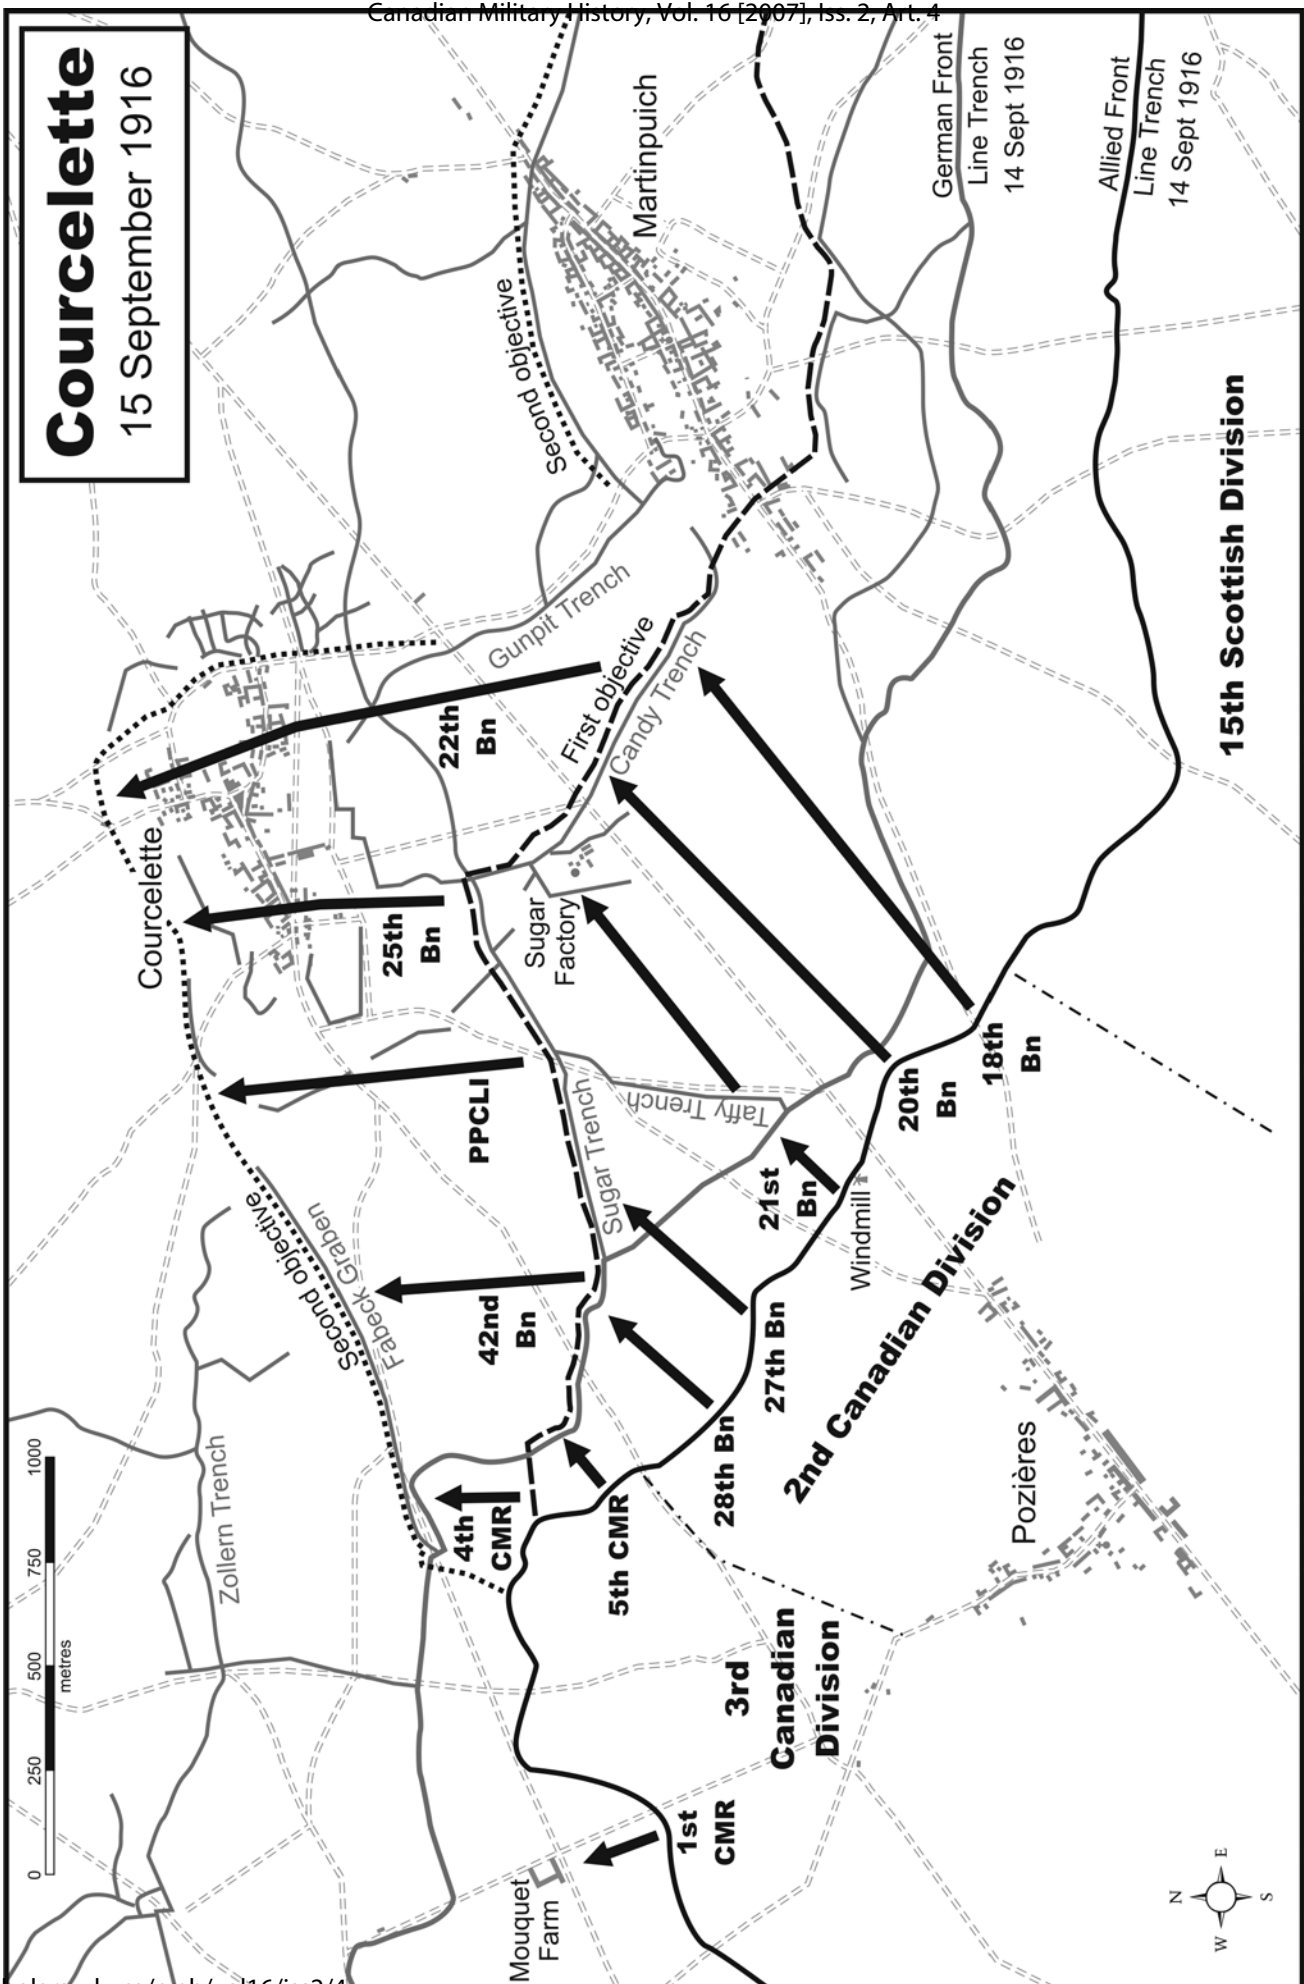 Canadian Military History, Vol. 16 [2007], Iss. 2, Art. 4
Courcelette
15 September 1916
0 250 500 750 1000
metres
Zollern Trench
Second objective
Fabeck Graben
Courcelette
Second objective
Martinpuich
German Front
Line Trench
14 Sept 1916
Allied Front
Line Trench
14 Sept 1916
Gunpit Trench
First objective
Candy Trench
22th
Bn
25th
Bn
Sugar
Factory
PPCLI
Sugar Trench
Taffy Trench
42nd
Bn
4th
CMR
5th CMR
28th Bn
27th Bn
21st
Bn
Windmill
20th
Bn
18th
Bn
15th Scottish Division
2nd Canadian Division
3rd
Canadian
Division
1st
CMR
Mouquet
Farm
Pozières
N
E
S
W